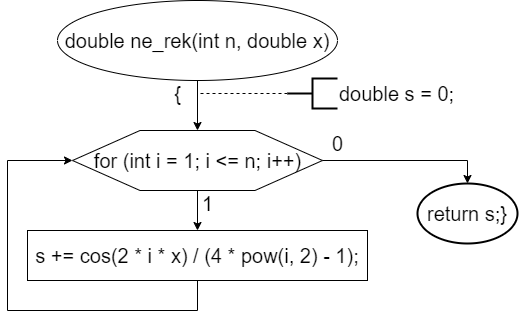 double ne_rek(int n, double x)
{
double s = 0;
for (int i = 1; i <= n; i++)
0
1
return s;}
s += cos(2 * i * x) / (4 * pow(i, 2) - 1);